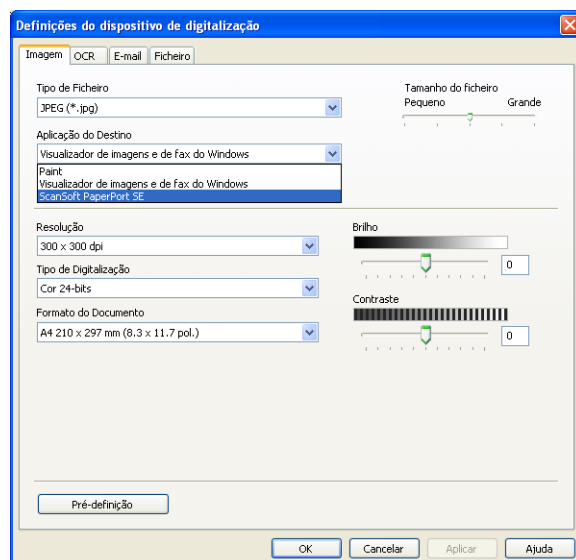 Definições do dispositivo de digitalização
Imagem OCR E-mail Ficheiro
Tipo de Ficheiro
JPEG (*.jpg)
Tamanho do ficheiro
Pequeno Grande
Aplicação do Destino
Visualizador de imagens e de fax do Windows
Paint
Visualizador de imagens e de fax do Windows
ScanSoft PaperPort SE
Resolução
300 x 300 dpi
Tipo de Digitalização
Cor 24-bits
Formato do Documento
A4 210 x 297 mm (8.3 x 11.7 pol.)
Brilho
0
Contraste
0
Pré-definição
OK Cancelar Aplicar Ajuda